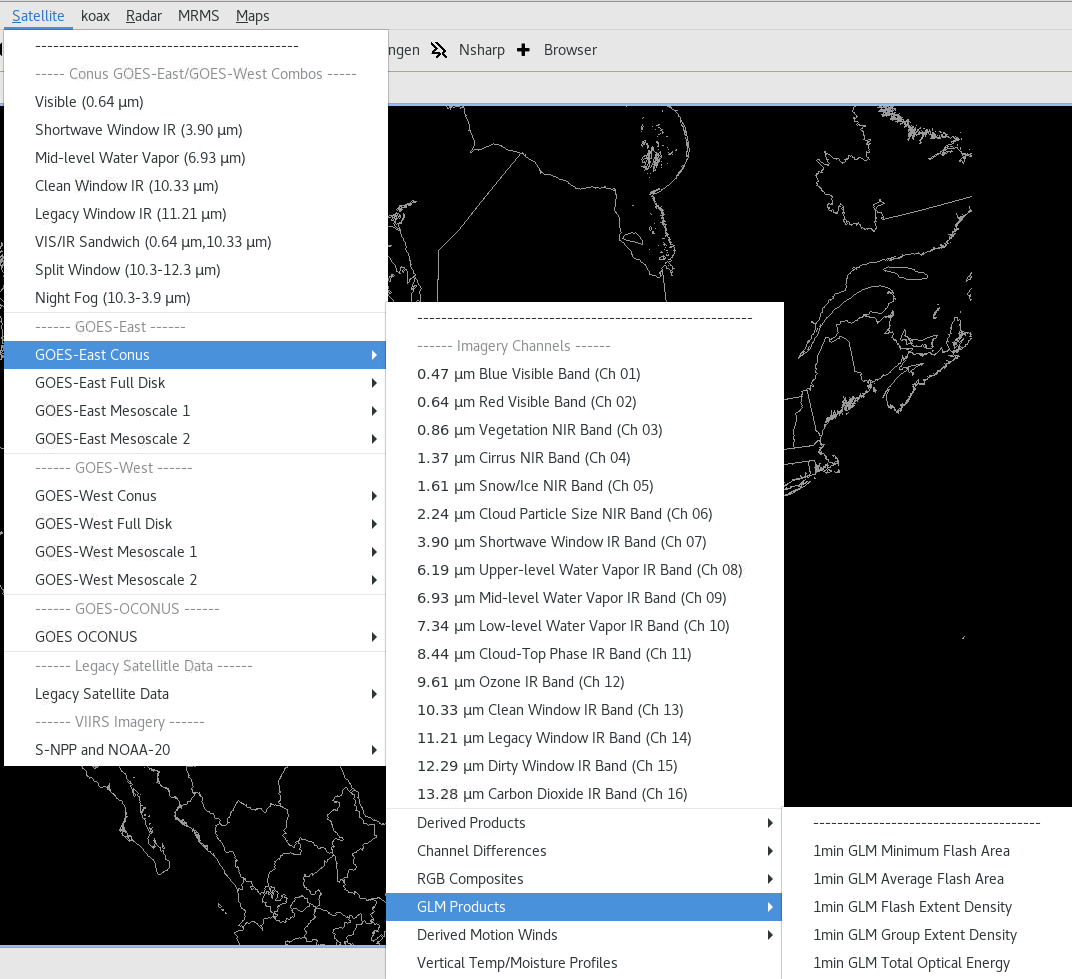 Satellite koax Radar MRMS Maps
ngen Nsharp Browser
--------------------------------------------
----- Conus GOES-East/GOES-West Combos -----
Visible (0.64 µm)
Shortwave Window IR (3.90 µm)
Mid-level Water Vapor (6.93 µm)
Clean Window IR (10.33 µm)
Legacy Window IR (11.21 µm)
VIS/IR Sandwich (0.64 µm,10.33 µm)
Split Window (10.3-12.3 µm)
Night Fog (10.3-3.9 µm)
------ GOES-East ------
GOES-East Conus
GOES-East Full Disk
GOES-East Mesoscale 1
GOES-East Mesoscale 2
------ GOES-West ------
GOES-West Conus
GOES-West Full Disk
GOES-West Mesoscale 1
GOES-West Mesoscale 2
------ GOES-OCONUS ------
GOES OCONUS
------ Legacy Satellitle Data ------
Legacy Satellite Data
------ VIIRS Imagery ------
S-NPP and NOAA-20
--------------------------------------------------------
------ Imagery Channels ------
0.47 µm Blue Visible Band (Ch 01)
0.64 µm Red Visible Band (Ch 02)
0.86 µm Vegetation NIR Band (Ch 03)
1.37 µm Cirrus NIR Band (Ch 04)
1.61 µm Snow/Ice NIR Band (Ch 05)
2.24 µm Cloud Particle Size NIR Band (Ch 06)
3.90 µm Shortwave Window IR Band (Ch 07)
6.19 µm Upper-level Water Vapor IR Band (Ch 08)
6.93 µm Mid-level Water Vapor IR Band (Ch 09)
7.34 µm Low-level Water Vapor IR Band (Ch 10)
8.44 µm Cloud-Top Phase IR Band (Ch 11)
9.61 µm Ozone IR Band (Ch 12)
10.33 µm Clean Window IR Band (Ch 13)
11.21 µm Legacy Window IR Band (Ch 14)
12.29 µm Dirty Window IR Band (Ch 15)
13.28 µm Carbon Dioxide IR Band (Ch 16)
Derived Products
Channel Differences
RGB Composites
GLM Products
Derived Motion Winds
Vertical Temp/Moisture Profiles
--------------------------------------
1min GLM Minimum Flash Area
1min GLM Average Flash Area
1min GLM Flash Extent Density
1min GLM Group Extent Density
1min GLM Total Optical Energy